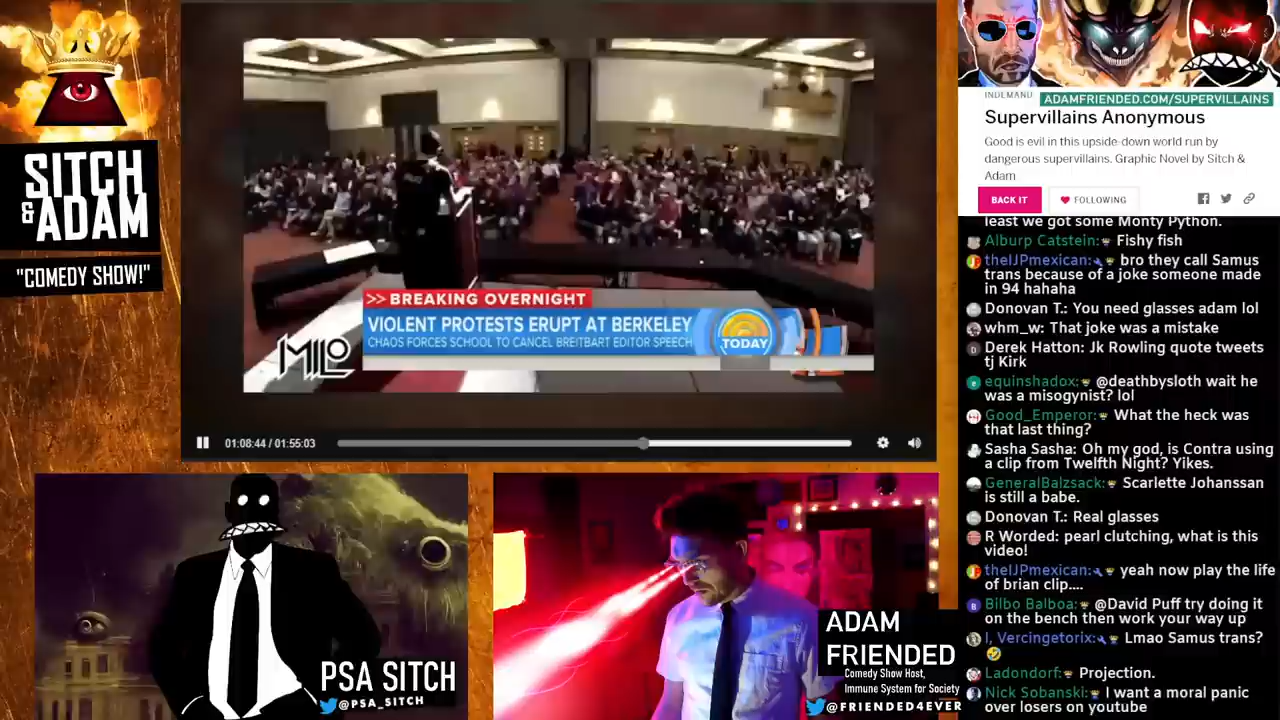 SITCH
& ADAM
"COMEDY SHOW!"
>> BREAKING OVERNIGHT
VIOLENT PROTESTS ERUPT AT BERKELEY
CHAOS FORCES SCHOOL TO CANCEL BREITBART EDITOR SPEECH
TODAY
MILO
01:08:44 / 01:55:03
PSA SITCH
@PSA_SITCH
ADAM
FRIENDED
Comedy Show Host,
Immune System for Society
@FRIENDED4EVER
INDEMAND
ADAMFRIENDED.COM/SUPERVILLAINS
Supervillains Anonymous
Good is evil in this upside-down world run by
dangerous supervillains. Graphic Novel by Sitch &
Adam
BACK IT
FOLLOWING
least we got some Monty Python.
Alburp Catstein: Fishy fish
theIJPmexican: bro they call Samus
trans because of a joke someone made
in 94 hahaha
Donovan T.: You need glasses adam lol
whm_w: That joke was a mistake
Derek Hatton: Jk Rowling quote tweets
tj Kirk
equinshadox: @deathbysloth wait he
was a misogynist? lol
Good_Emperor: What the heck was
that last thing?
Sasha Sasha: Oh my god, is Contra using
a clip from Twelfth Night? Yikes.
GeneralBalzsack: Scarlette Johanssan
is still a babe.
Donovan T.: Real glasses
R Worded: pearl clutching, what is this
video!
theIJPmexican: yeah now play the life
of brian clip....
Bilbo Balboa: @David Puff try doing it
on the bench then work your way up
I, Vercingetorix: Lmao Samus trans?
🤣
Ladondorf: Projection.
Nick Sobanski: I want a moral panic
over losers on youtube